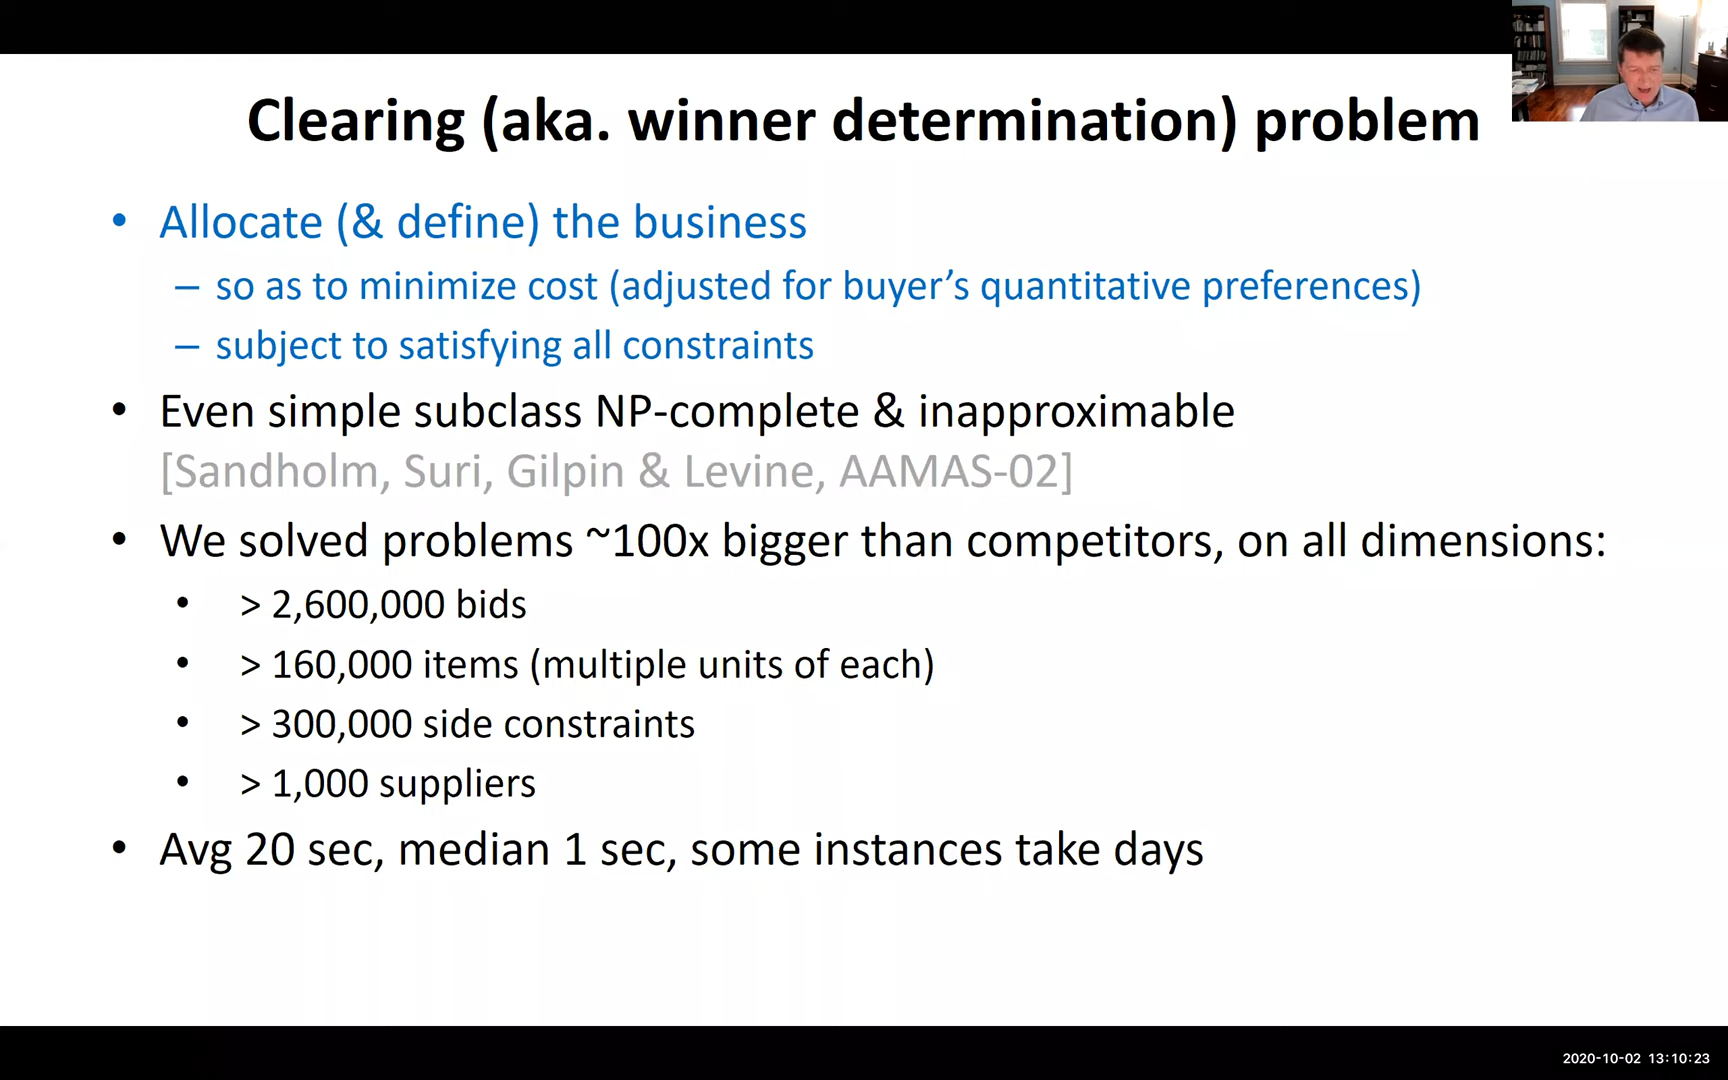 Clearing (aka. winner determination) problem
• Allocate (& define) the business
– so as to minimize cost (adjusted for buyer’s quantitative preferences)
– subject to satisfying all constraints
• Even simple subclass NP-complete & inapproximable
[Sandholm, Suri, Gilpin & Levine, AAMAS-02]
• We solved problems ~100x bigger than competitors, on all dimensions:
• > 2,600,000 bids
• > 160,000 items (multiple units of each)
• > 300,000 side constraints
• > 1,000 suppliers
• Avg 20 sec, median 1 sec, some instances take days
2020-10-02 13:10:23